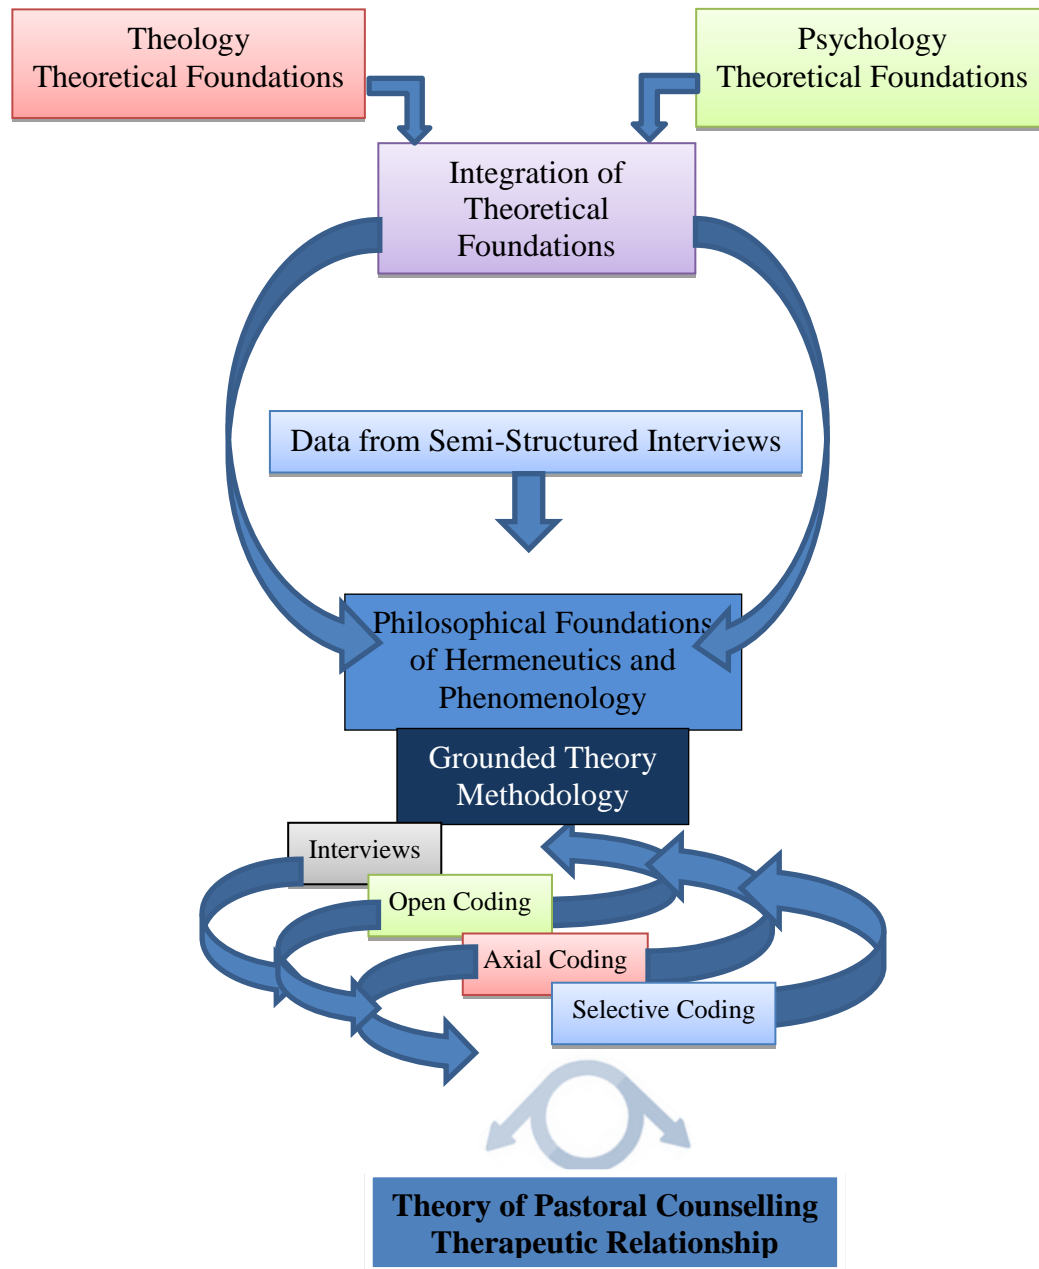 Theology
Theoretical Foundations
Psychology
Theoretical Foundations
Integration of
Theoretical
Foundations
Data from Semi-Structured Interviews
Philosophical Foundations
of Hermeneutics and
Phenomenology
Grounded Theory
Methodology
Interviews
Open Coding
Axial Coding
Selective Coding
Theory of Pastoral Counselling
Therapeutic Relationship